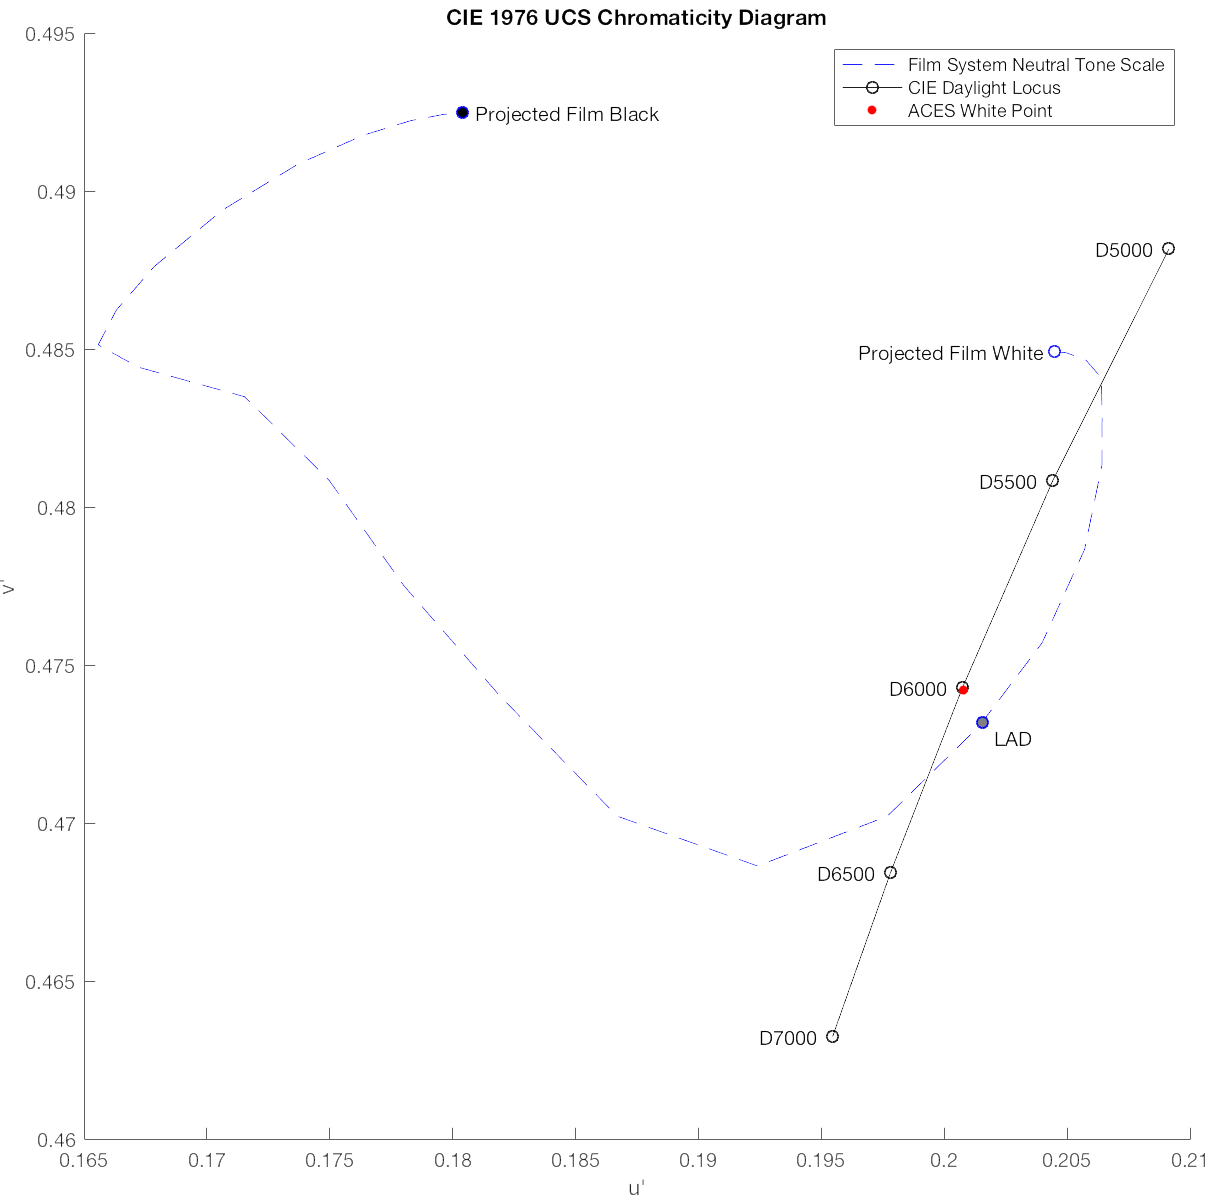 CIE 1976 UCS Chromaticity Diagram
0.495
Film System Neutral Tone Scale
CIE Daylight Locus
ACES White Point
Projected Film Black
0.49
D5000
0.485
Projected Film White
D5500
0.48
v'
0.475
D6000
LAD
0.47
D6500
0.465
D7000
0.46
0.165 0.17 0.175 0.18 0.185 0.19 0.195 0.2 0.205 0.21
u'